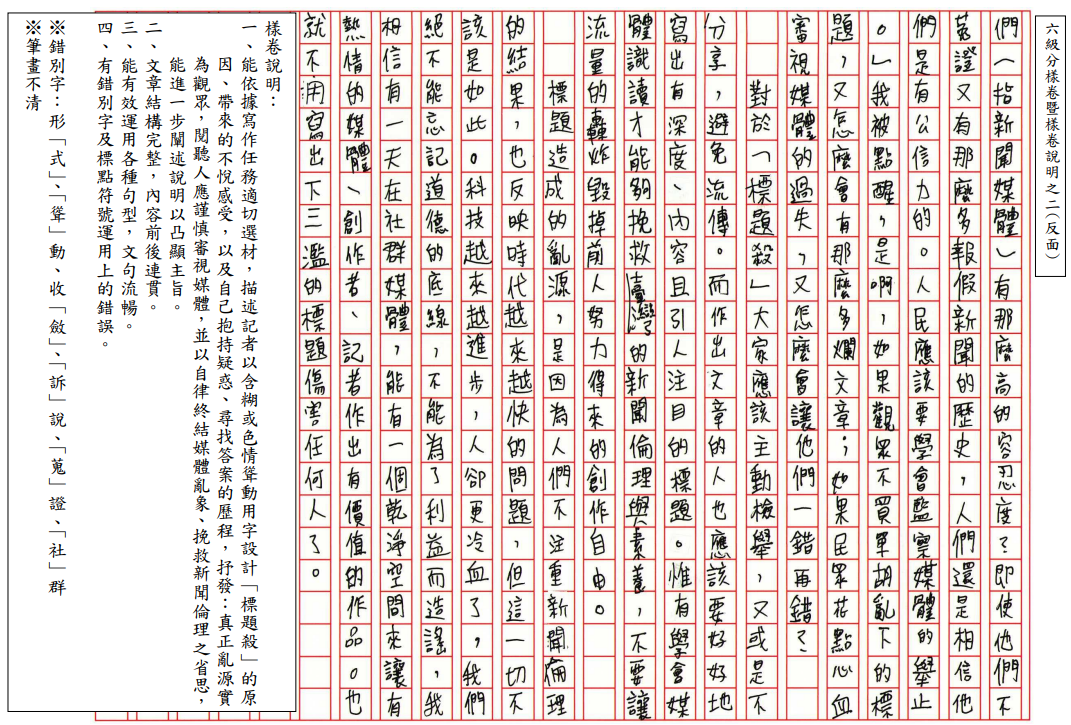 六級分樣卷暨樣卷說明之二(反面)
們(指新聞媒體)有那麼高的容忍度?即使他們不
蒐證又有那麼多報假新聞的歷史,人們還是相信他
們是有公信力的。人民應該要學會監察媒體的舉止
。」我被點醒,是啊,如果觀眾不買單胡亂下的標
題,又怎麼會有那麼多爛文章;如果民眾花點心血
審視媒體的過失,又怎麼會讓他們一錯再錯?
對於「標題殺」大家應該主動檢舉,又或是不
分享,避免流傳。而作出文章的人也應該要好好地
寫出有深度、內容且引人注目的標題。惟有學會媒
體識讀才能夠挽救臺灣的新聞倫理與素養,不要讓
流量的轟炸毀掉前人努力得來的創作自由。
標題造成的亂源,是因為人們不注重新聞倫理
的結果,也反映時代越來越快的問題,但這一切不
該是如此。科技越來越進步,人卻更冷血了,我們
絕不能忘記道德的底線,不能為了利益而造謠,我
相信有一天在社群媒體,能有一個乾淨空間來讓有
熱情的媒體、創作者、記者作出有價值的作品。也
就不用寫出下三濫的標題傷害任何人了。
樣卷說明:
一、能依據寫作任務適切選材,描述記者以含糊或色情聳動用字設計「標題殺」的原
因、帶來的不悅感受,以及自己抱持疑惑、尋找答案的歷程,抒發:真正亂源實
為觀眾,閱聽人應謹慎審視媒體,並以自律終結媒體亂象、挽救新聞倫理之省思,
能進一步闡述說明以凸顯主旨。
二、文章結構完整,內容前後連貫。
三、能有效運用各種句型,文句流暢。
四、有錯別字及標點符號運用上的錯誤。
※錯別字:形「式」、「聳」動、收「斂」、「訴」說、「蒐」證、「社」群
※筆畫不清